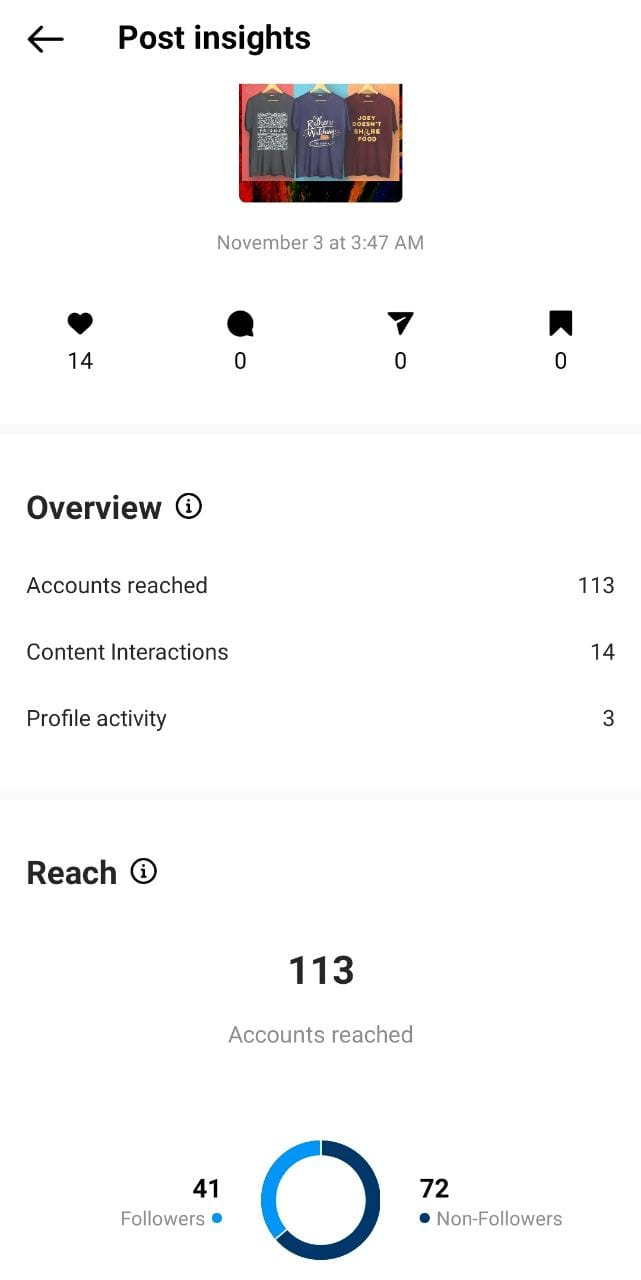 Post insights
FRIENDS
I'd
Rather
Watching
JOEY
DOESN'T
SHARE
FOOD
November 3 at 3:47 AM
14 0 0 0
Overview
Accounts reached 113
Content Interactions 14
Profile activity 3
Reach
113
Accounts reached
41 72
Followers Non-Followers